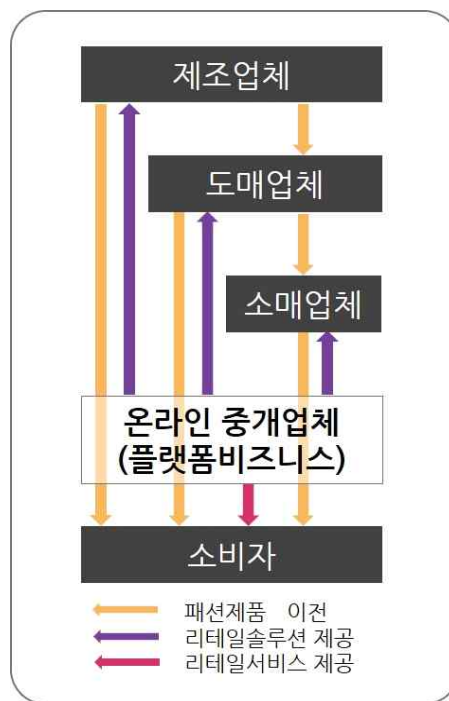 제조업체
도매업체
소매업체
온라인 중개업체
(플랫폼비즈니스)
소비자
패션제품 이전
리테일솔루션 제공
리테일서비스 제공